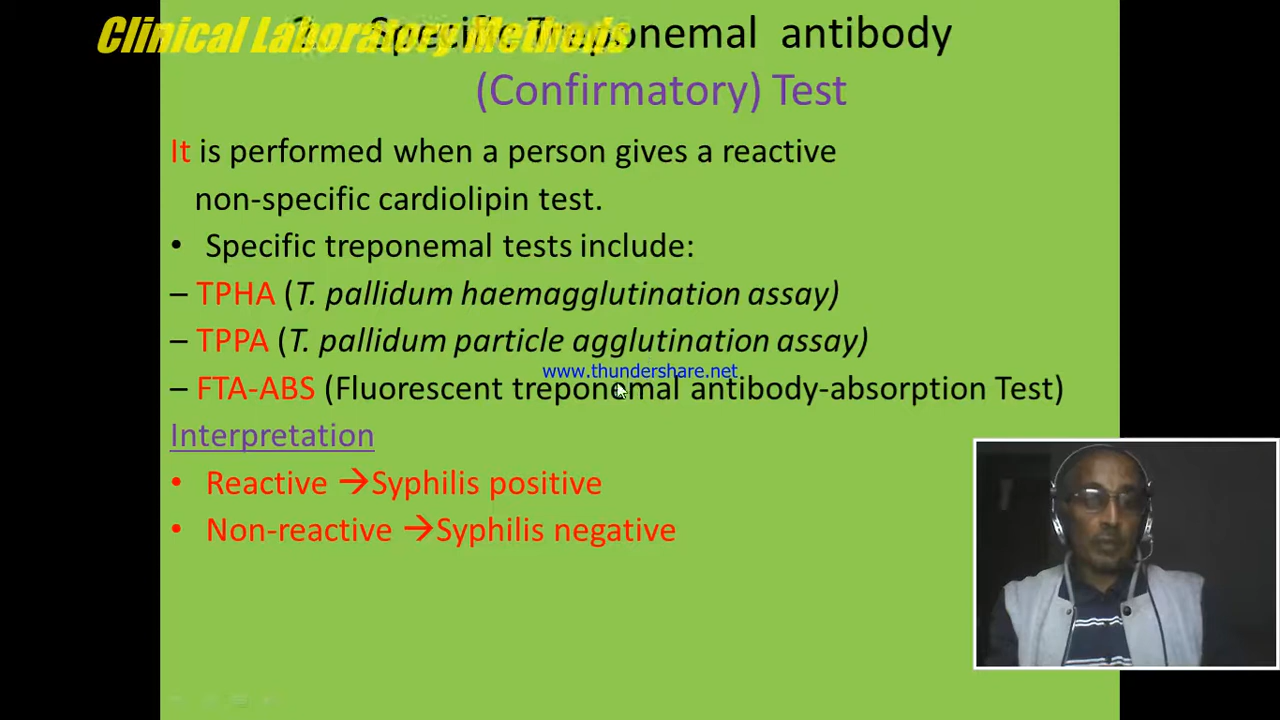 Clinical Laboratory Methods
Specific Treponemal antibody
(Confirmatory) Test
It is performed when a person gives a reactive
non-specific cardiolipin test.
• Specific treponemal tests include:
– TPHA (T. pallidum haemagglutination assay)
– TPPA (T. pallidum particle agglutination assay)
www.thundershare.net
– FTA-ABS (Fluorescent treponemal antibody-absorption Test)
Interpretation
• Reactive →Syphilis positive
• Non-reactive →Syphilis negative